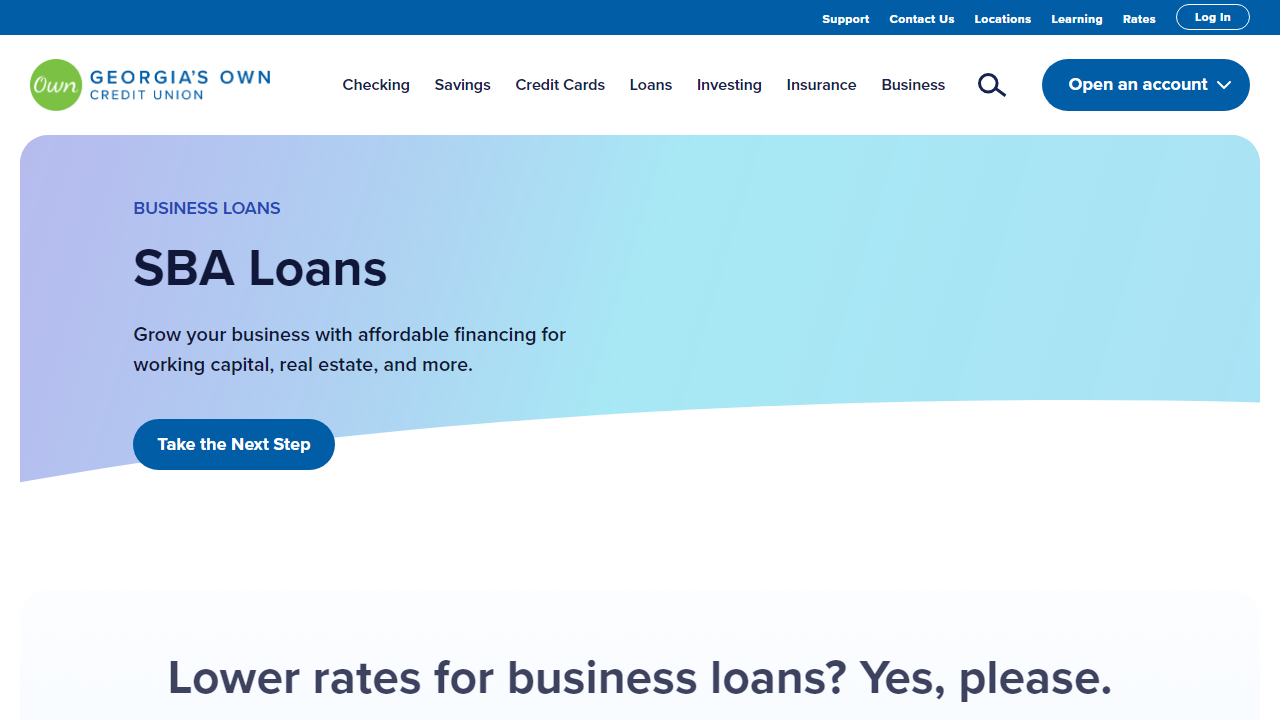 Support Contact Us Locations Learning Rates Log In
Own GEORGIA'S OWN
CREDIT UNION
Checking Savings Credit Cards Loans Investing Insurance Business Open an account
BUSINESS LOANS
SBA Loans
Grow your business with affordable financing for
working capital, real estate, and more.
Take the Next Step
Lower rates for business loans? Yes, please.